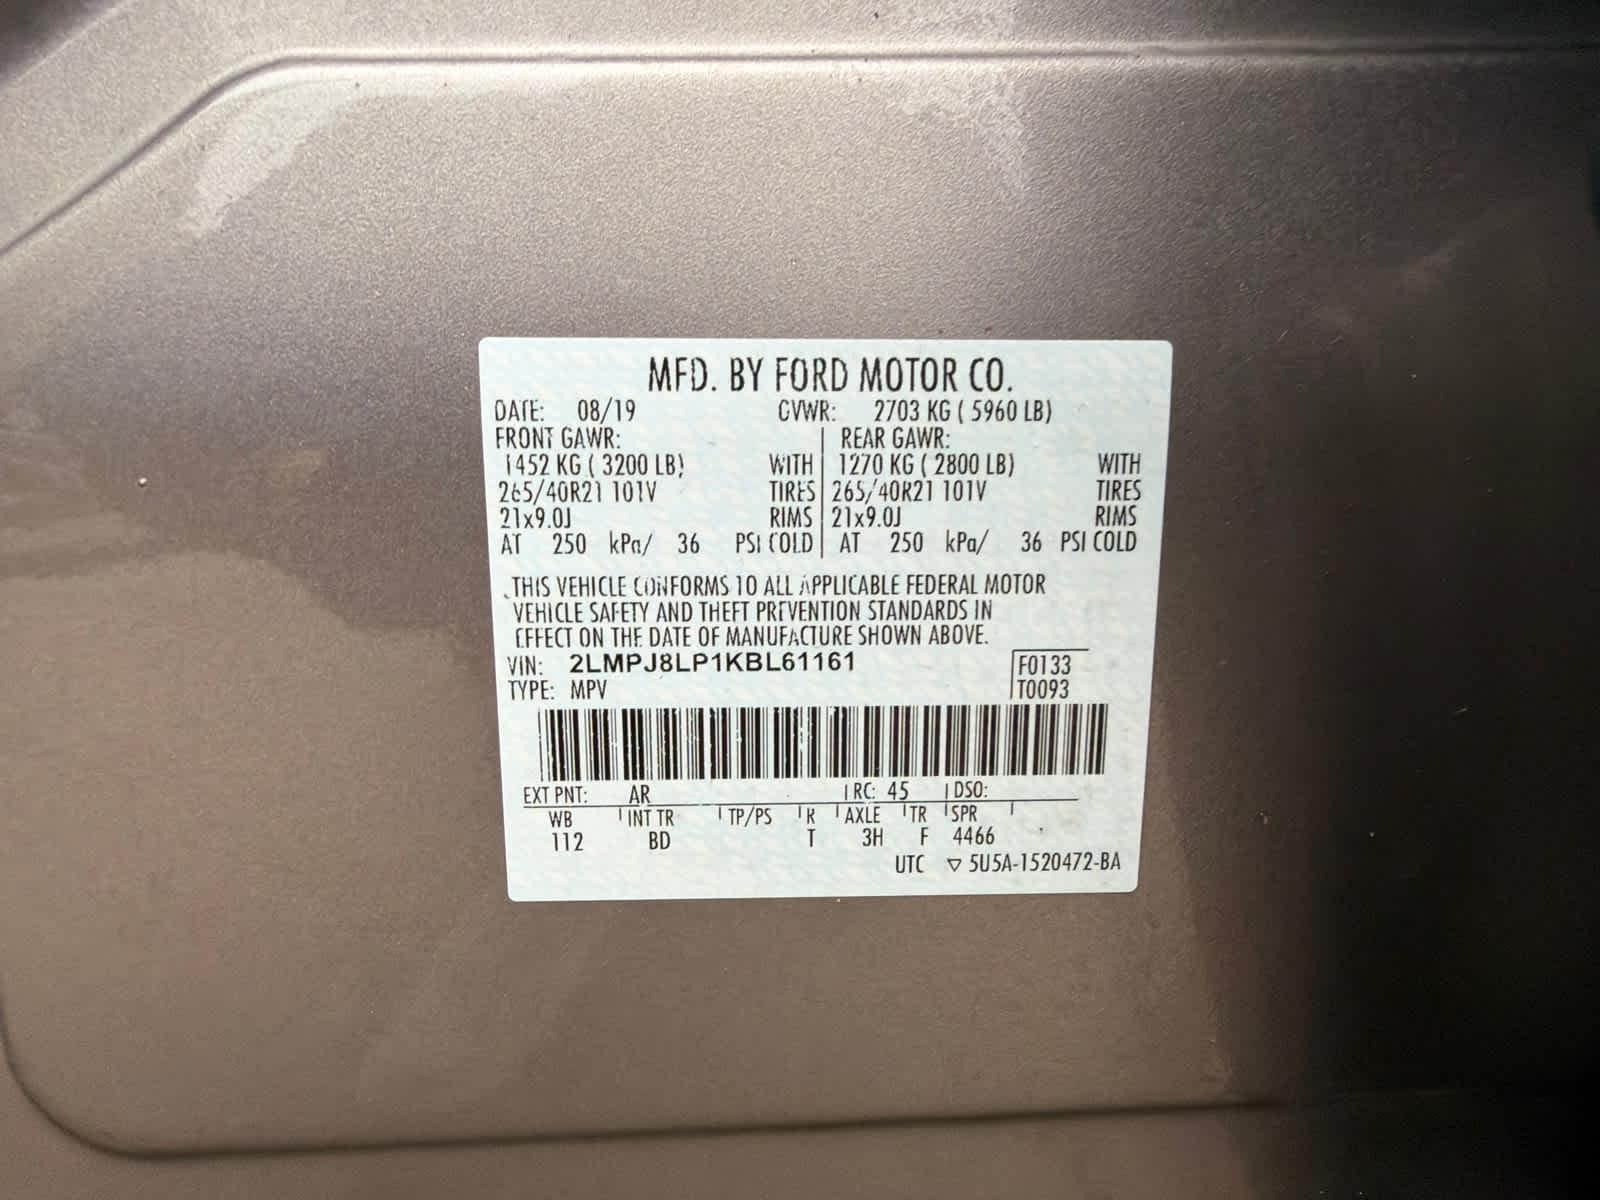 MFD. BY FORD MOTOR CO.
DATE: 08/19 GVWR: 2703 KG ( 5960 LB)
FRONT GAWR: REAR GAWR:
1452 KG ( 3200 LB) WITH 1270 KG ( 2800 LB) WITH
265/40R21 101V TIRES 265/40R21 101V TIRES
21x9.0J RIMS 21x9.0J RIMS
AT 250 kPa/ 36 PSI COLD AT 250 kPa/ 36 PSI COLD
THIS VEHICLE CONFORMS TO ALL APPLICABLE FEDERAL MOTOR
VEHICLE SAFETY AND THEFT PREVENTION STANDARDS IN
EFFECT ON THE DATE OF MANUFACTURE SHOWN ABOVE.
VIN: 2LMPJ8LP1KBL61161 F0133
TYPE: MPV T0093
EXT PNT: AR RC: 45 DSO:
WB INT TR TP/PS R AXLE TR SPR
112 BD T 3H F 4466
UTC ▽ 5U5A-1520472-BA